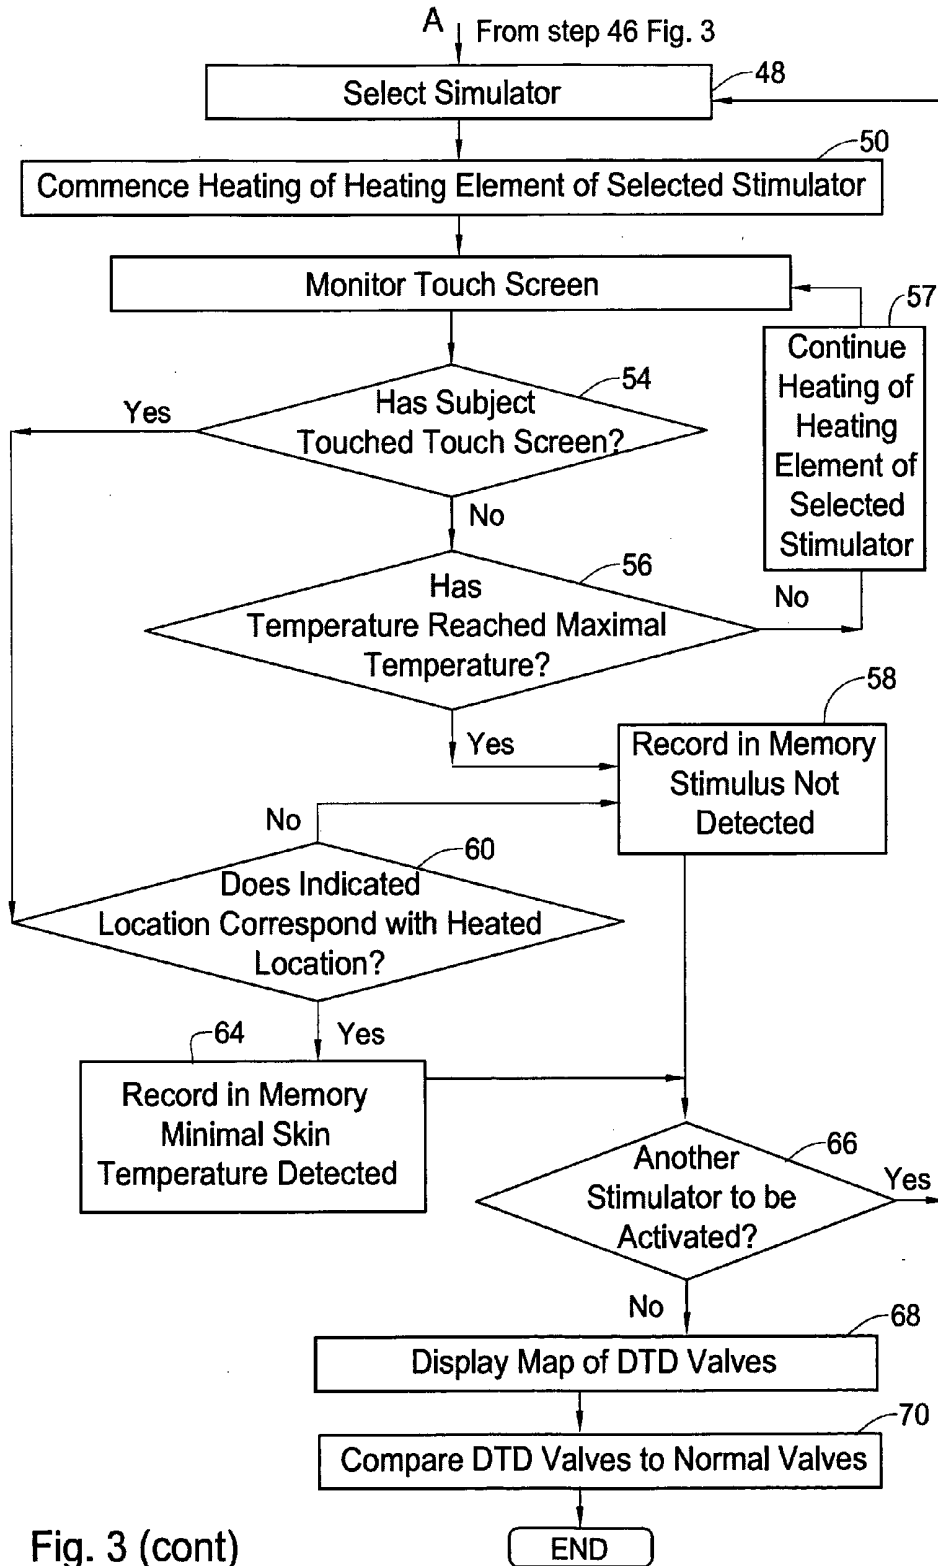 A
From step 46 Fig. 3
48
Select Simulator
50
Commence Heating of Heating Element of Selected Stimulator
Monitor Touch Screen
57
Continue
Heating of
Heating
Element of
Selected
Stimulator
54
Has Subject
Touched Touch Screen?
Yes
No
56
Has
Temperature Reached Maximal
Temperature?
No
Yes
58
Record in Memory
Stimulus Not
Detected
No
60
Does Indicated
Location Correspond with Heated
Location?
Yes
64
Record in Memory
Minimal Skin
Temperature Detected
66
Another
Stimulator to be
Activated?
Yes
No
68
Display Map of DTD Valves
70
Compare DTD Valves to Normal Valves
END
Fig. 3 (cont)